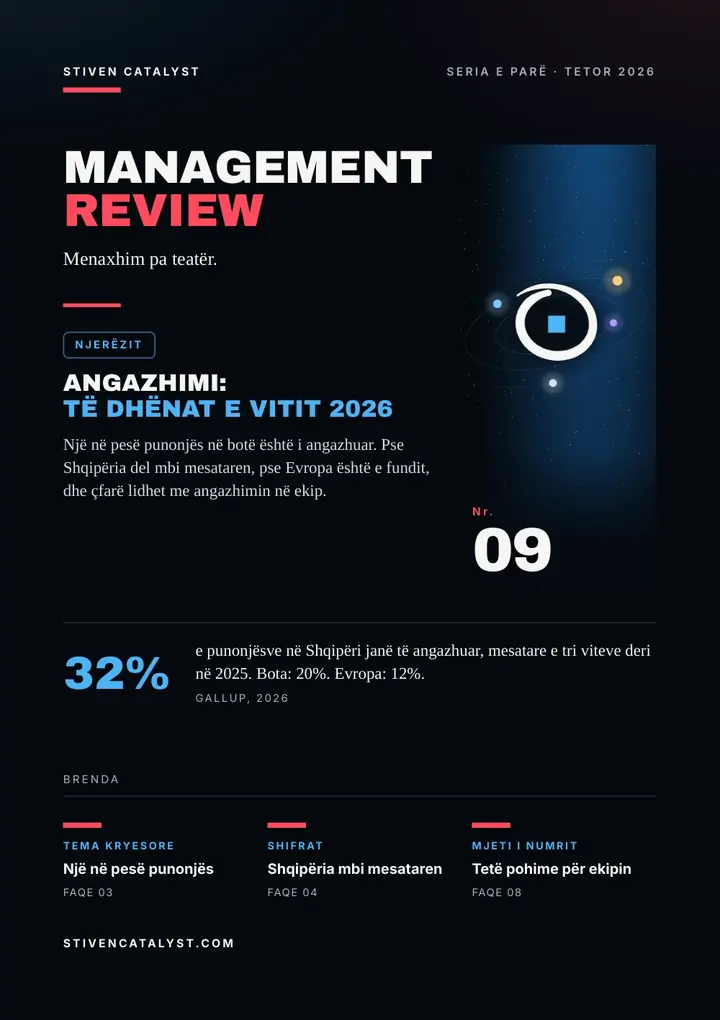 STIVEN CATALYST
SERIA E PARË · TETOR 2026
MANAGEMENT
REVIEW
Menaxhim pa teatër.
NJERËZIT
ANGAZHIMI:
TË DHËNAT E VITIT 2026
Një në pesë punonjës në botë është i angazhuar. Pse
Shqipëria del mbi mesataren, pse Evropa është e fundit,
dhe çfarë lidhet me angazhimin në ekip.
Nr.
09
32%
e punonjësve në Shqipëri janë të angazhuar, mesatare e tri viteve deri
në 2025. Bota: 20%. Evropa: 12%.
GALLUP, 2026
BRENDA
TEMA KRYESORE
Një në pesë punonjës
FAQE 03
SHIFRAT
Shqipëria mbi mesataren
FAQE 04
MJETI I NUMRIT
Tetë pohime për ekipin
FAQE 08
STIVENCATALYST.COM